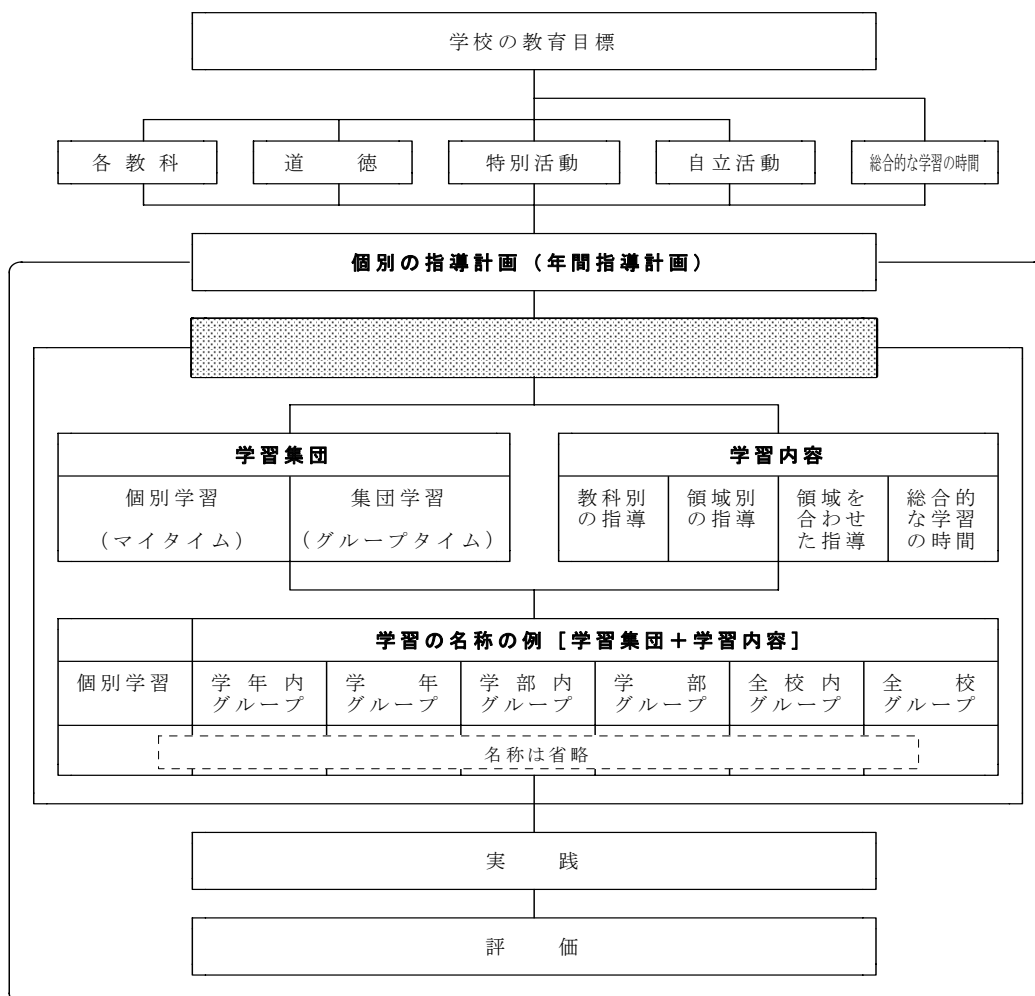 学校の教育目標
各教科
道徳
特別活動
自立活動
総合的な学習の時間
個別の指導計画（年間指導計画）
学習集団
個別学習
（マイタイム）
集団学習
（グループタイム）
学習内容
教科別
の指導
領域別
の指導
領域を
合わせ
た指導
総合的
な学習
の時間
学習の名称の例［学習集団＋学習内容］
個別学習
学年内
グループ
学年
グループ
学部内
グループ
学部
グループ
全校内
グループ
全校
グループ
名称は省略
実践
評価